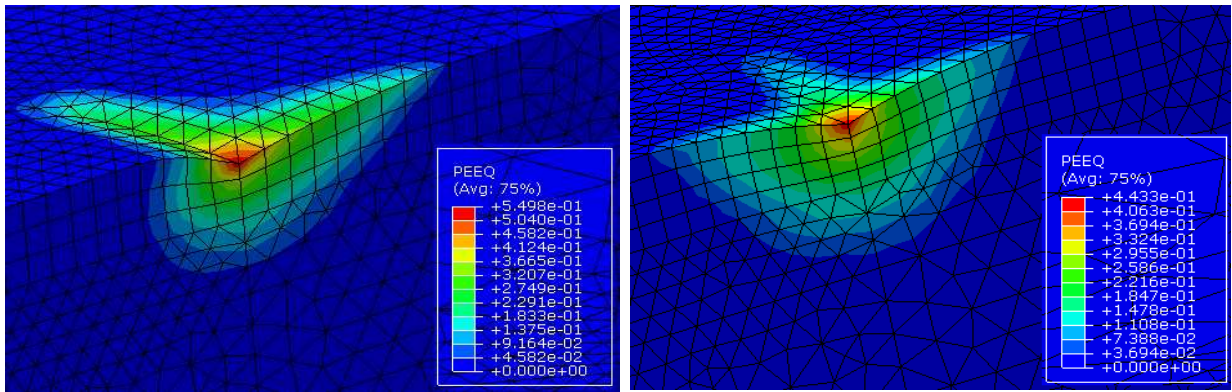 PEEQ
(Avg: 75%)
+5.498e-01
+5.040e-01
+4.582e-01
+4.124e-01
+3.665e-01
+3.207e-01
+2.749e-01
+2.291e-01
+1.833e-01
+1.375e-01
+9.164e-02
+4.582e-02
+0.000e+00
PEEQ
(Avg: 75%)
+4.433e-01
+4.063e-01
+3.694e-01
+3.324e-01
+2.955e-01
+2.586e-01
+2.216e-01
+1.847e-01
+1.478e-01
+1.108e-01
+7.388e-02
+3.694e-02
+0.000e+00